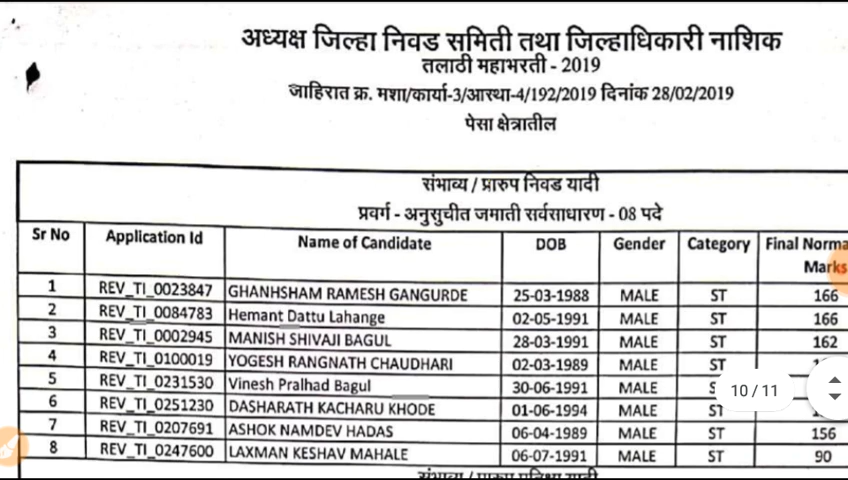 अध्यक्ष जिल्हा निवड समिती तथा जिल्हाधिकारी नाशिक
तलाठी महाभरती - 2019
जाहिरात क्र. मशा/कार्या-3/आस्था-4/192/2019 दिनांक 28/02/2019
पेसा क्षेत्रातील
संभाव्य / प्रारुप निवड यादी
प्रवर्ग - अनुसुचीत जमाती सर्वसाधारण - 08 पदे
Sr No Application Id Name of Candidate DOB Gender Category Final Norma
Marks
1 REV_TI_0023847 GHANHSHAM RAMESH GANGURDE 25-03-1988 MALE ST 166
2 REV_TI_0084783 Hemant Dattu Lahange 02-05-1991 MALE ST 166
3 REV_TI_0002945 MANISH SHIVAJI BAGUL 28-03-1991 MALE ST 162
4 REV_TI_0100019 YOGESH RANGNATH CHAUDHARI 02-03-1989 MALE ST
5 REV_TI_0231530 Vinesh Pralhad Bagul 30-06-1991 MALE S
10 / 11
6 REV_TI_0251230 DASHARATH KACHARU KHODE 01-06-1994 MALE ST
7 REV_TI_0207691 ASHOK NAMDEV HADAS 06-04-1989 MALE ST 156
8 REV_TI_0247600 LAXMAN KESHAV MAHALE 06-07-1991 MALE ST 90